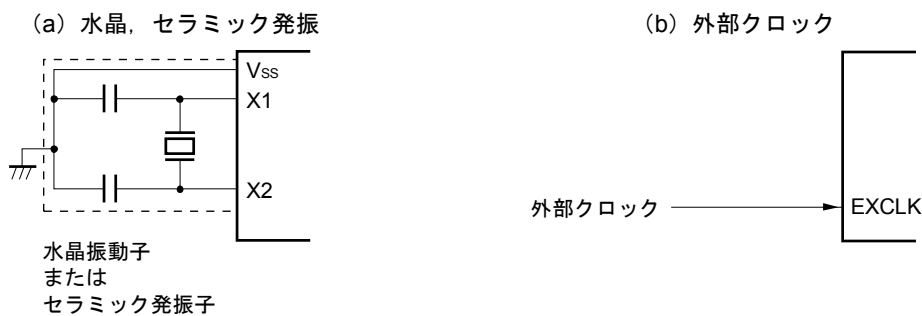 (a) 水晶，セラミック発振
VSS
X1
X2
水晶振動子
または
セラミック発振子
(b) 外部クロック
外部クロック
EXCLK